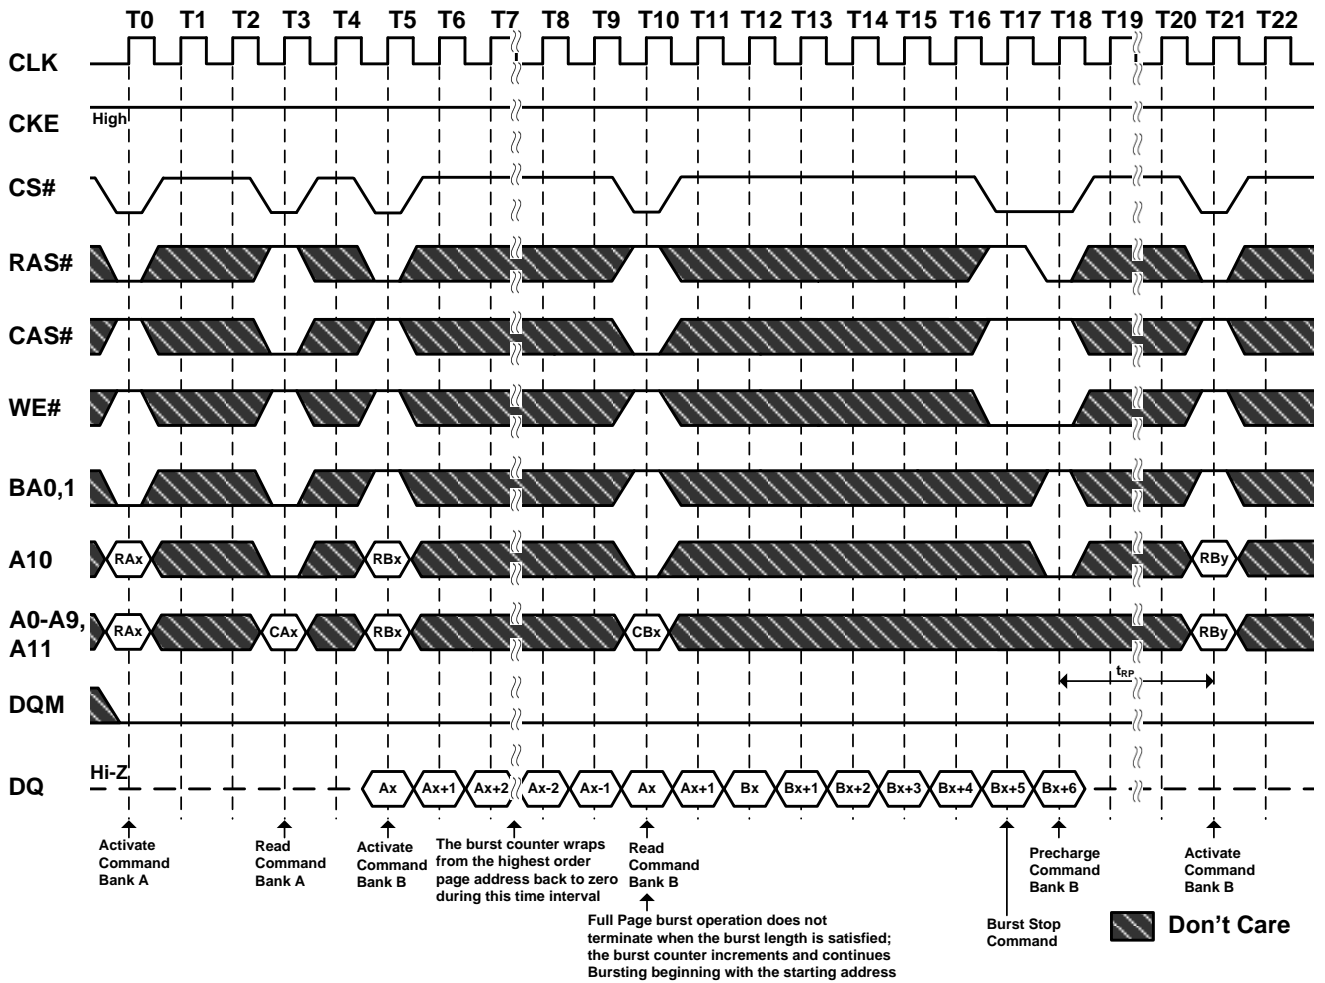 T0 T1 T2 T3 T4 T5 T6 T7 T8 T9 T10 T11 T12 T13 T14 T15 T16 T17 T18 T19 T20 T21 T22
CLK
CKE High
CS#
RAS#
CAS#
WE#
BA0,1
A10 RAx RBx RBy
A0-A9, A11 RAx CAx RBx CBx RBy
tRP
DQM
DQ Hi-Z Ax Ax+1 Ax+2 Ax-2 Ax-1 Ax Ax+1 Bx Bx+1 Bx+2 Bx+3 Bx+4 Bx+5 Bx+6
Activate
Command
Bank A
Read
Command
Bank A
Activate
Command
Bank B
The burst counter wraps
from the highest order
page address back to zero
during this time interval
Read
Command
Bank B
Full Page burst operation does not
terminate when the burst length is satisfied;
the burst counter increments and continues
Bursting beginning with the starting address
Burst Stop
Command
Precharge
Command
Bank B
Activate
Command
Bank B
Don't Care